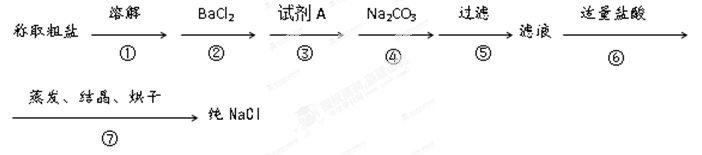 溶解 BaCl₂ 试剂A Na₂CO₃ 过滤 适量盐酸
称取粗盐 滤液
① ② ③ ④ ⑤ ⑥
蒸发、结晶、烘干
纯NaCl
⑦